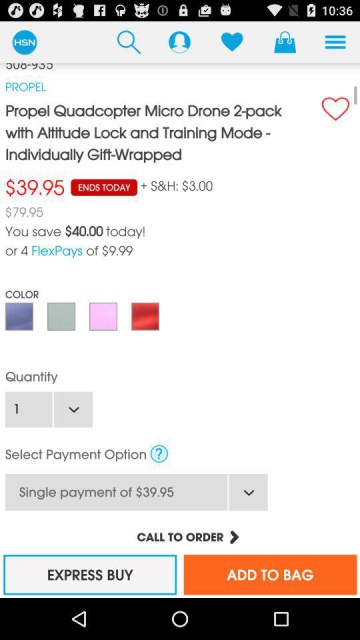 10:36
HSN
508-935
PROPEL
Propel Quadcopter Micro Drone 2-pack
with Altitude Lock and Training Mode -
Individually Gift-Wrapped
$39.95 ENDS TODAY + S&H: $3.00
$79.95
You save $40.00 today!
or 4 FlexPays of $9.99
COLOR
Quantity
1
Select Payment Option ?
Single payment of $39.95
CALL TO ORDER
EXPRESS BUY
ADD TO BAG